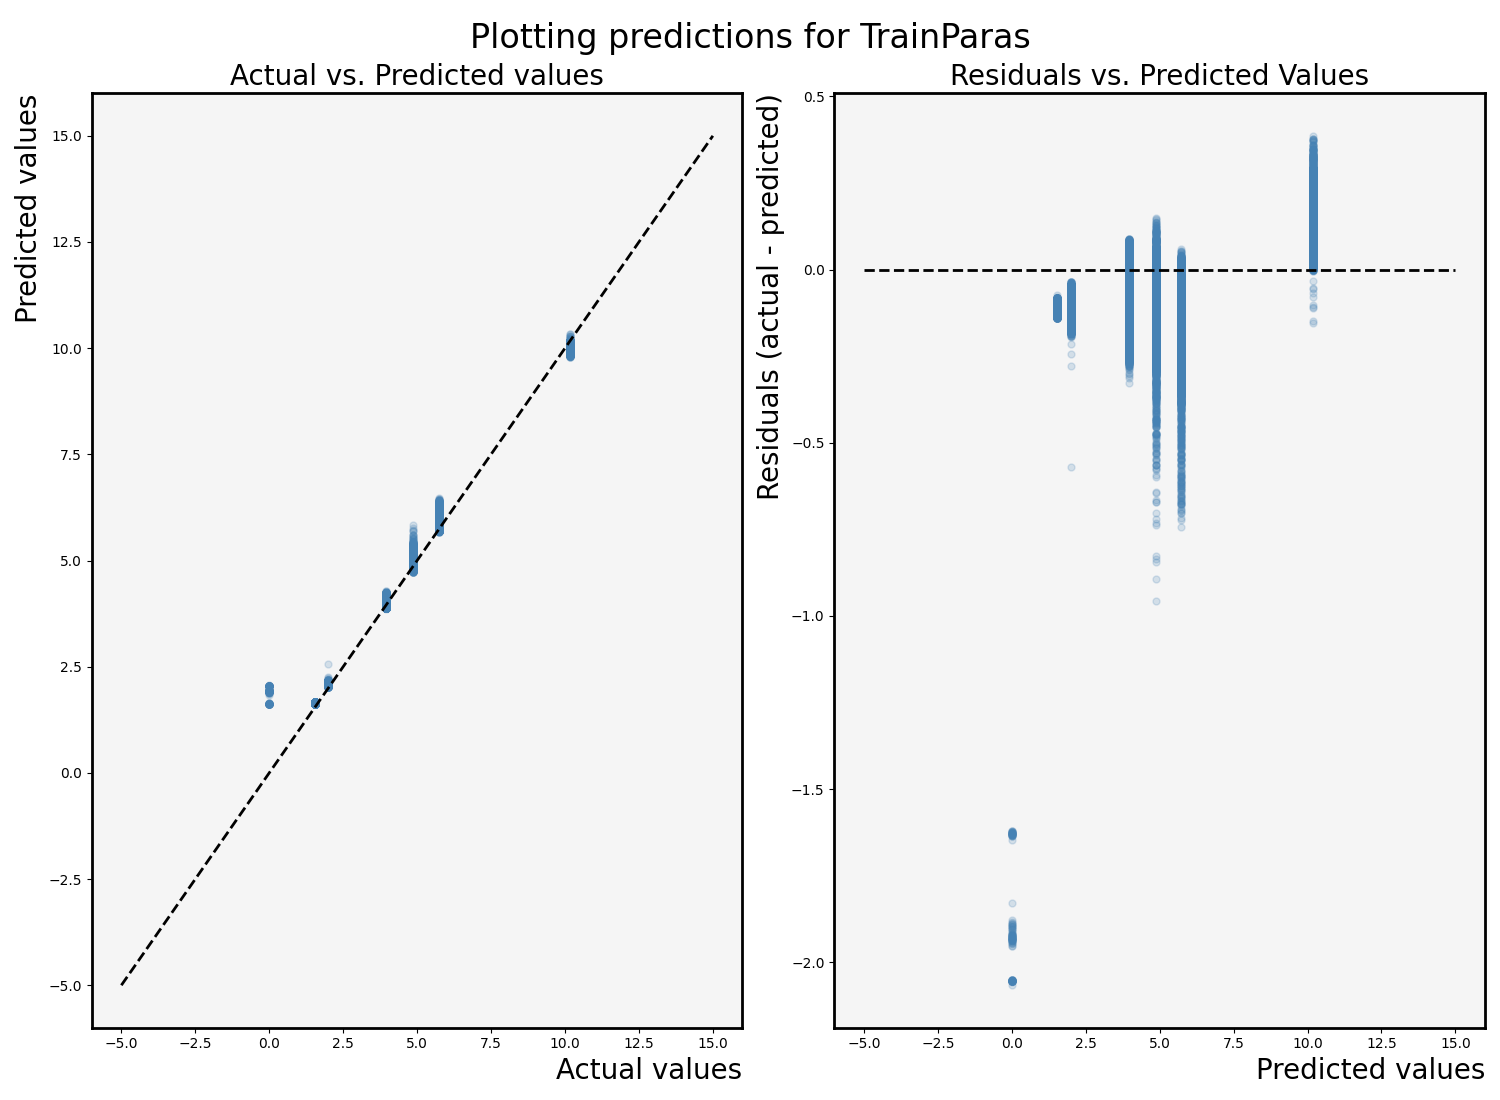 Plotting predictions for TrainParas
Actual vs. Predicted values
Predicted values
15.0
12.5
10.0
7.5
5.0
2.5
0.0
−2.5
−5.0
−5.0 −2.5 0.0 2.5 5.0 7.5 10.0 12.5 15.0
Actual values
Residuals vs. Predicted Values
Residuals (actual - predicted)
0.5
0.0
−0.5
−1.0
−1.5
−2.0
−5.0 −2.5 0.0 2.5 5.0 7.5 10.0 12.5 15.0
Predicted values